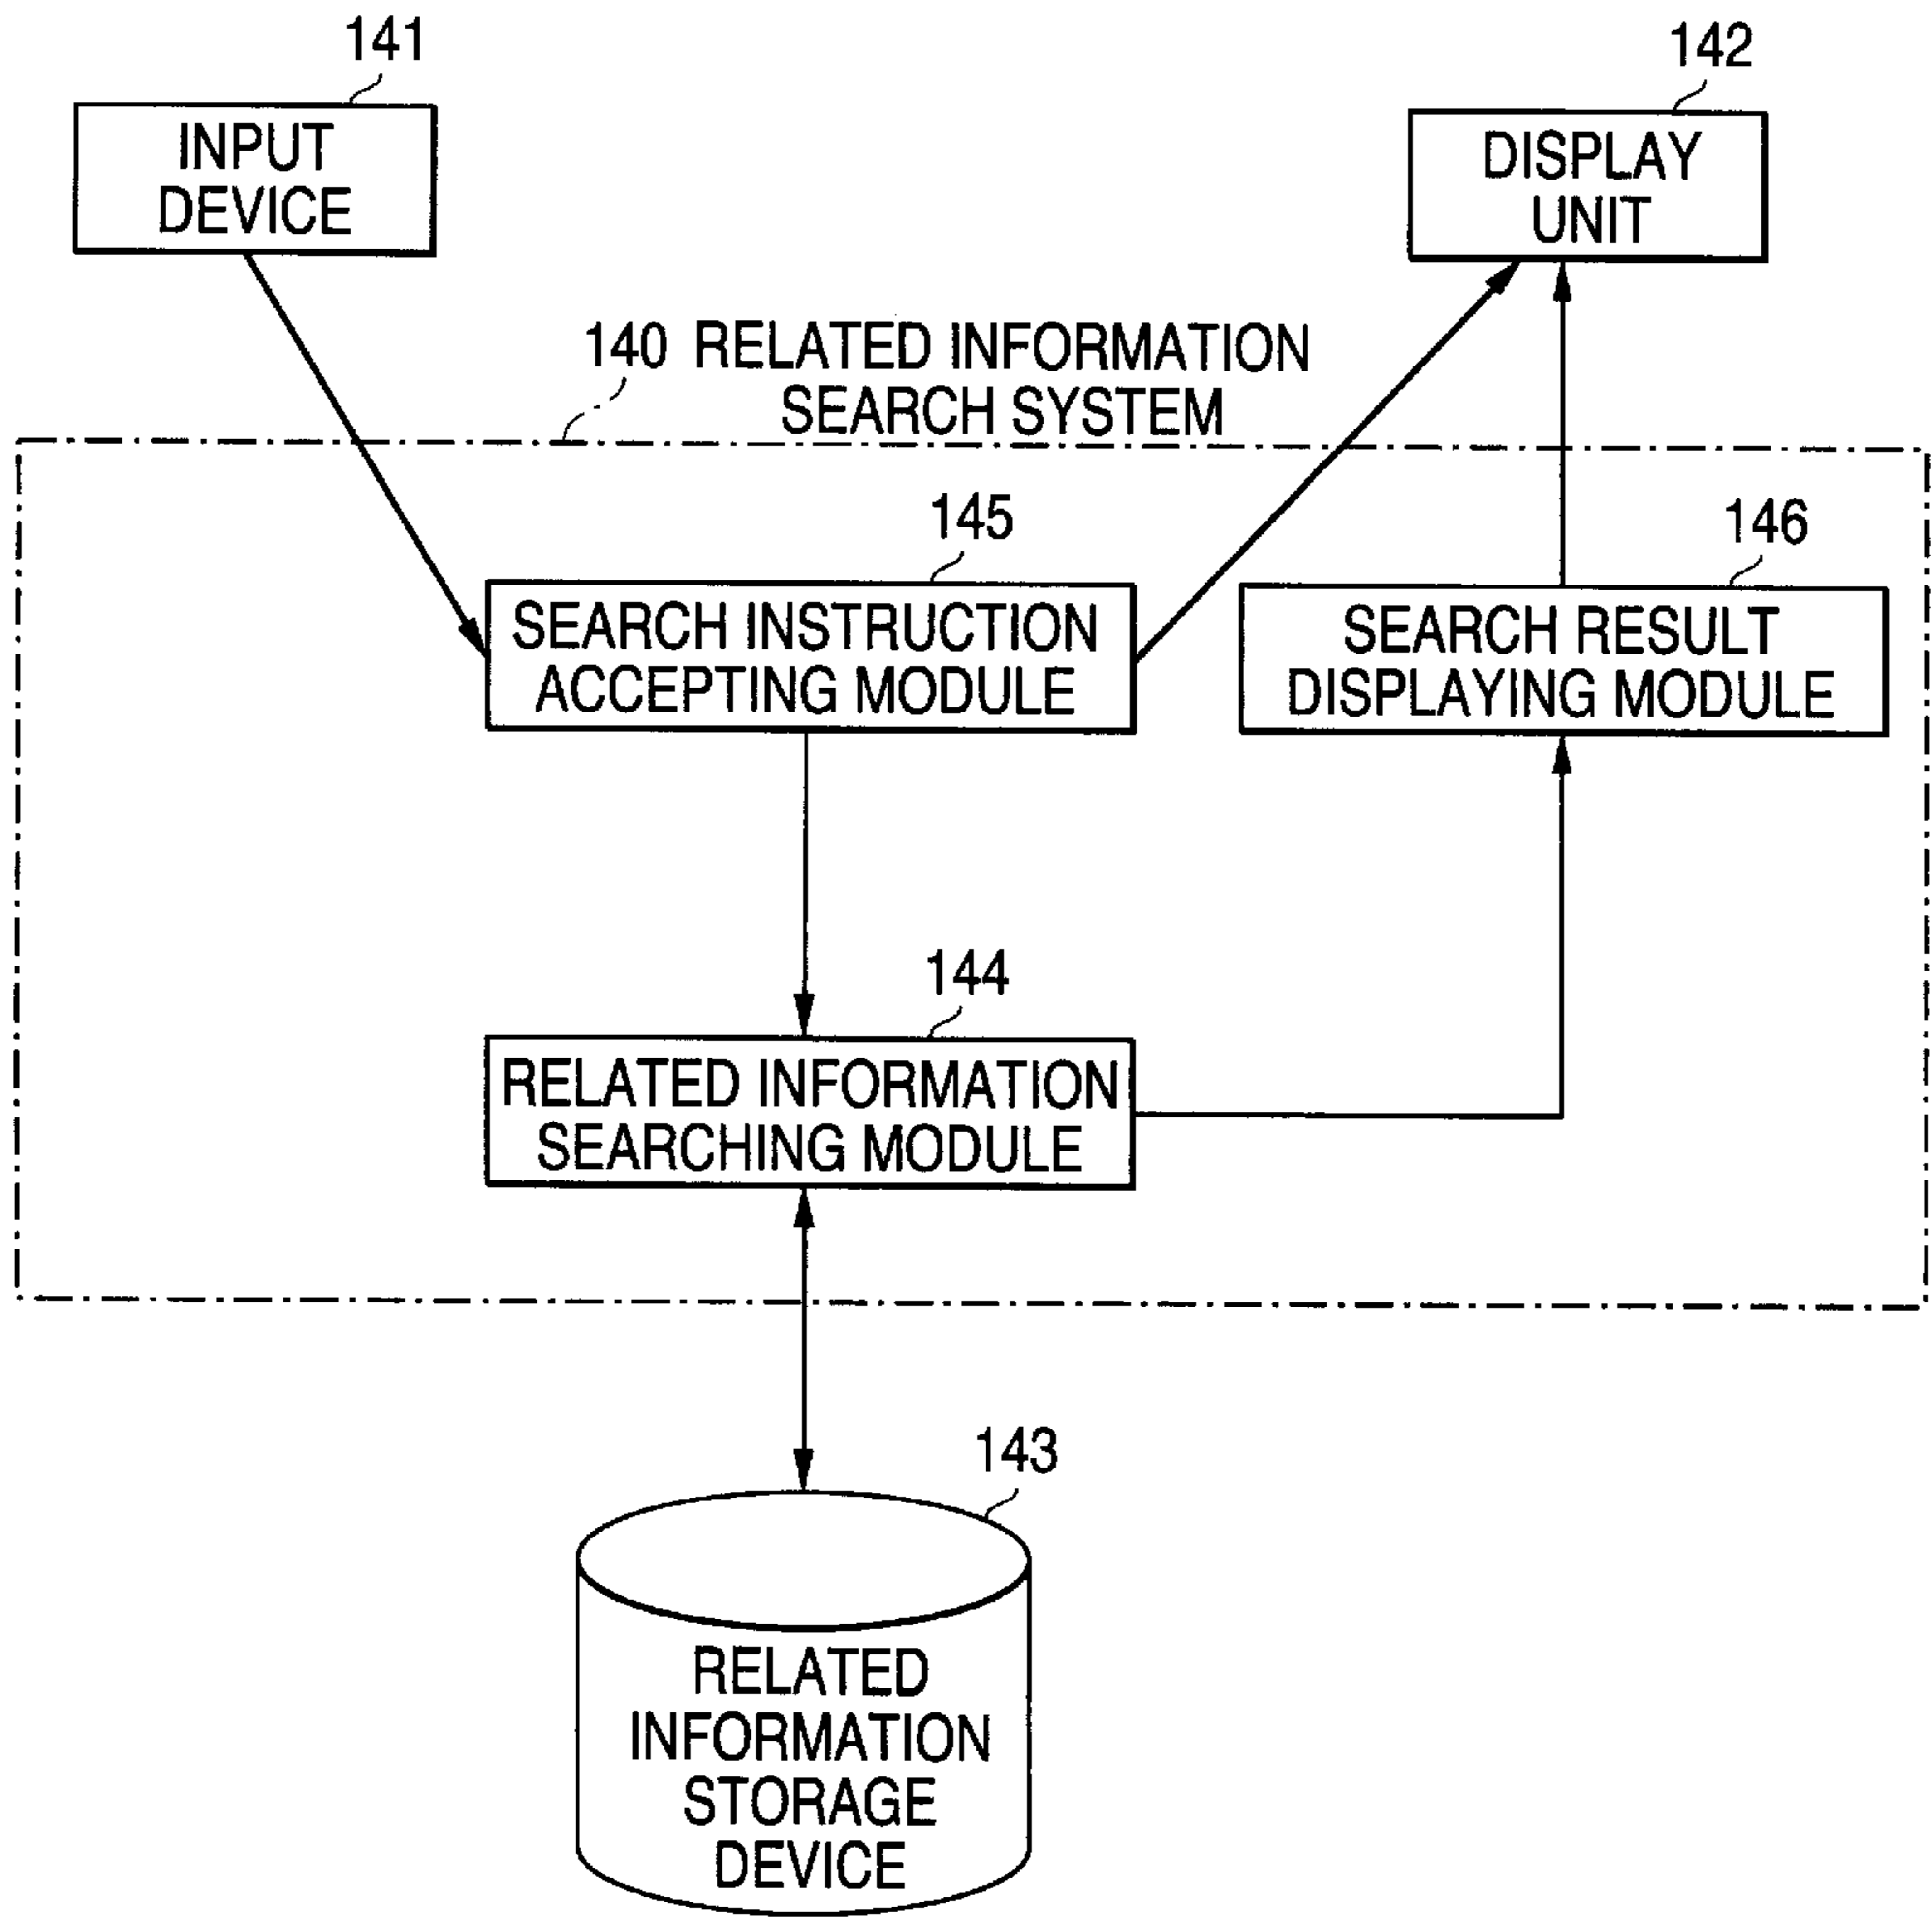 141
INPUT
DEVICE
142
DISPLAY
UNIT
140 RELATED INFORMATION
SEARCH SYSTEM
145
SEARCH INSTRUCTION
ACCEPTING MODULE
146
SEARCH RESULT
DISPLAYING MODULE
144
RELATED INFORMATION
SEARCHING MODULE
143
RELATED
INFORMATION
STORAGE
DEVICE